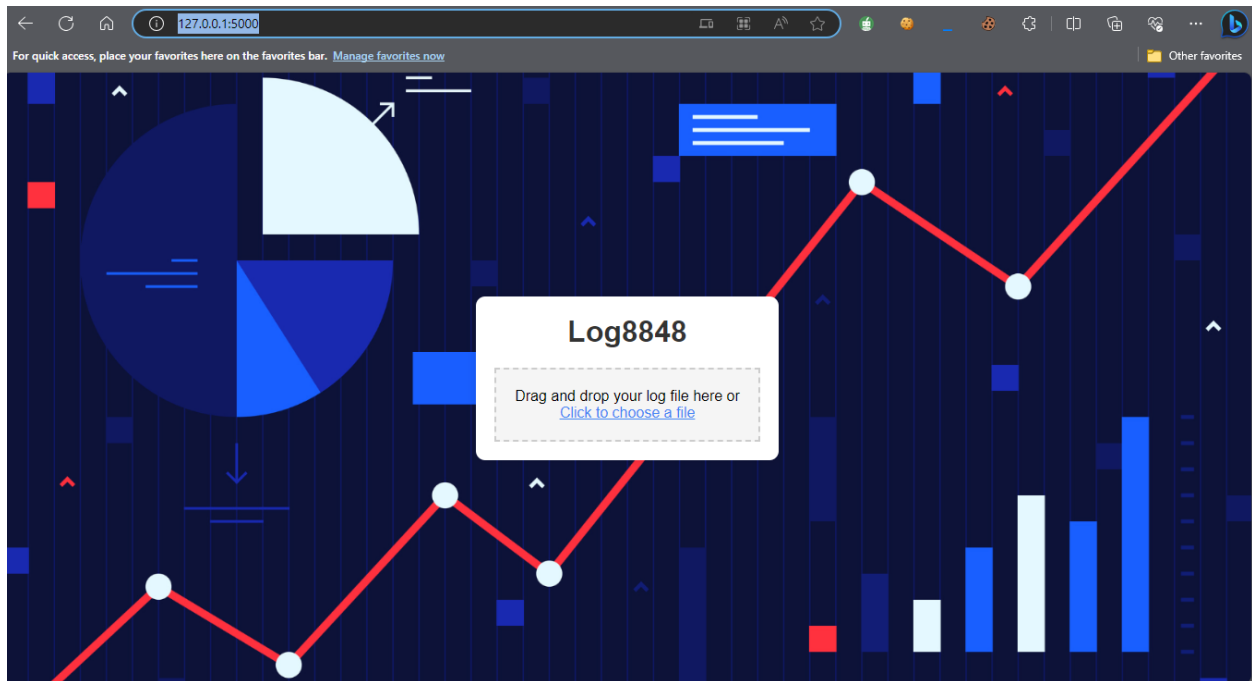 127.0.0.1:5000
For quick access, place your favorites here on the favorites bar. Manage favorites now
Other favorites
Log8848
Drag and drop your log file here or
Click to choose a file